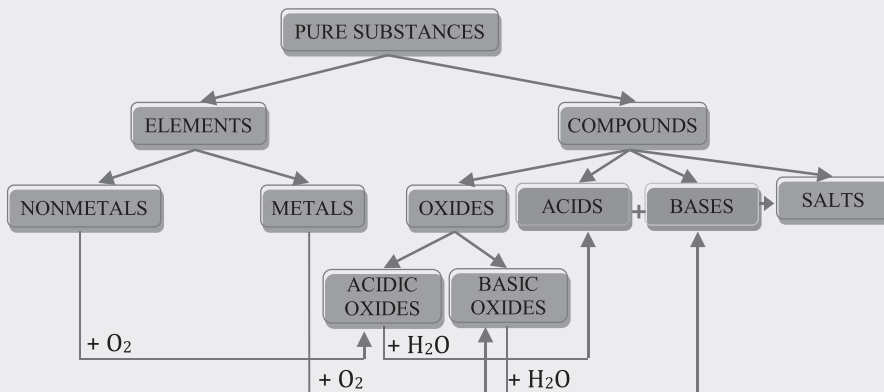 PURE SUBSTANCES
ELEMENTS
COMPOUNDS
NONMETALS
METALS
OXIDES
ACIDS
+
BASES
SALTS
ACIDIC
OXIDES
BASIC
OXIDES
+ O₂
+ H₂O
+ O₂
+ H₂O